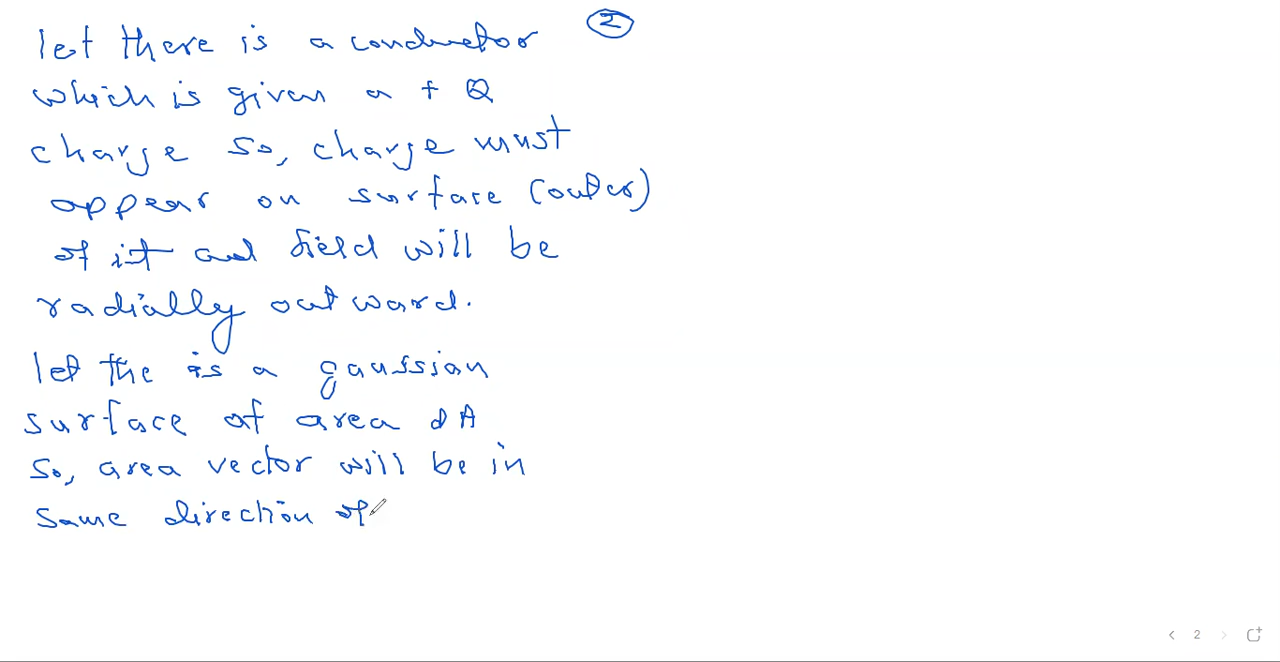 2
let there is a conductor
which is given a + Q
charge so, charge must
appear on surface (outer)
of it and field will be
radially outward.
let the is a gaussian
surface of area dA
so, area vector will be in
same direction of
2